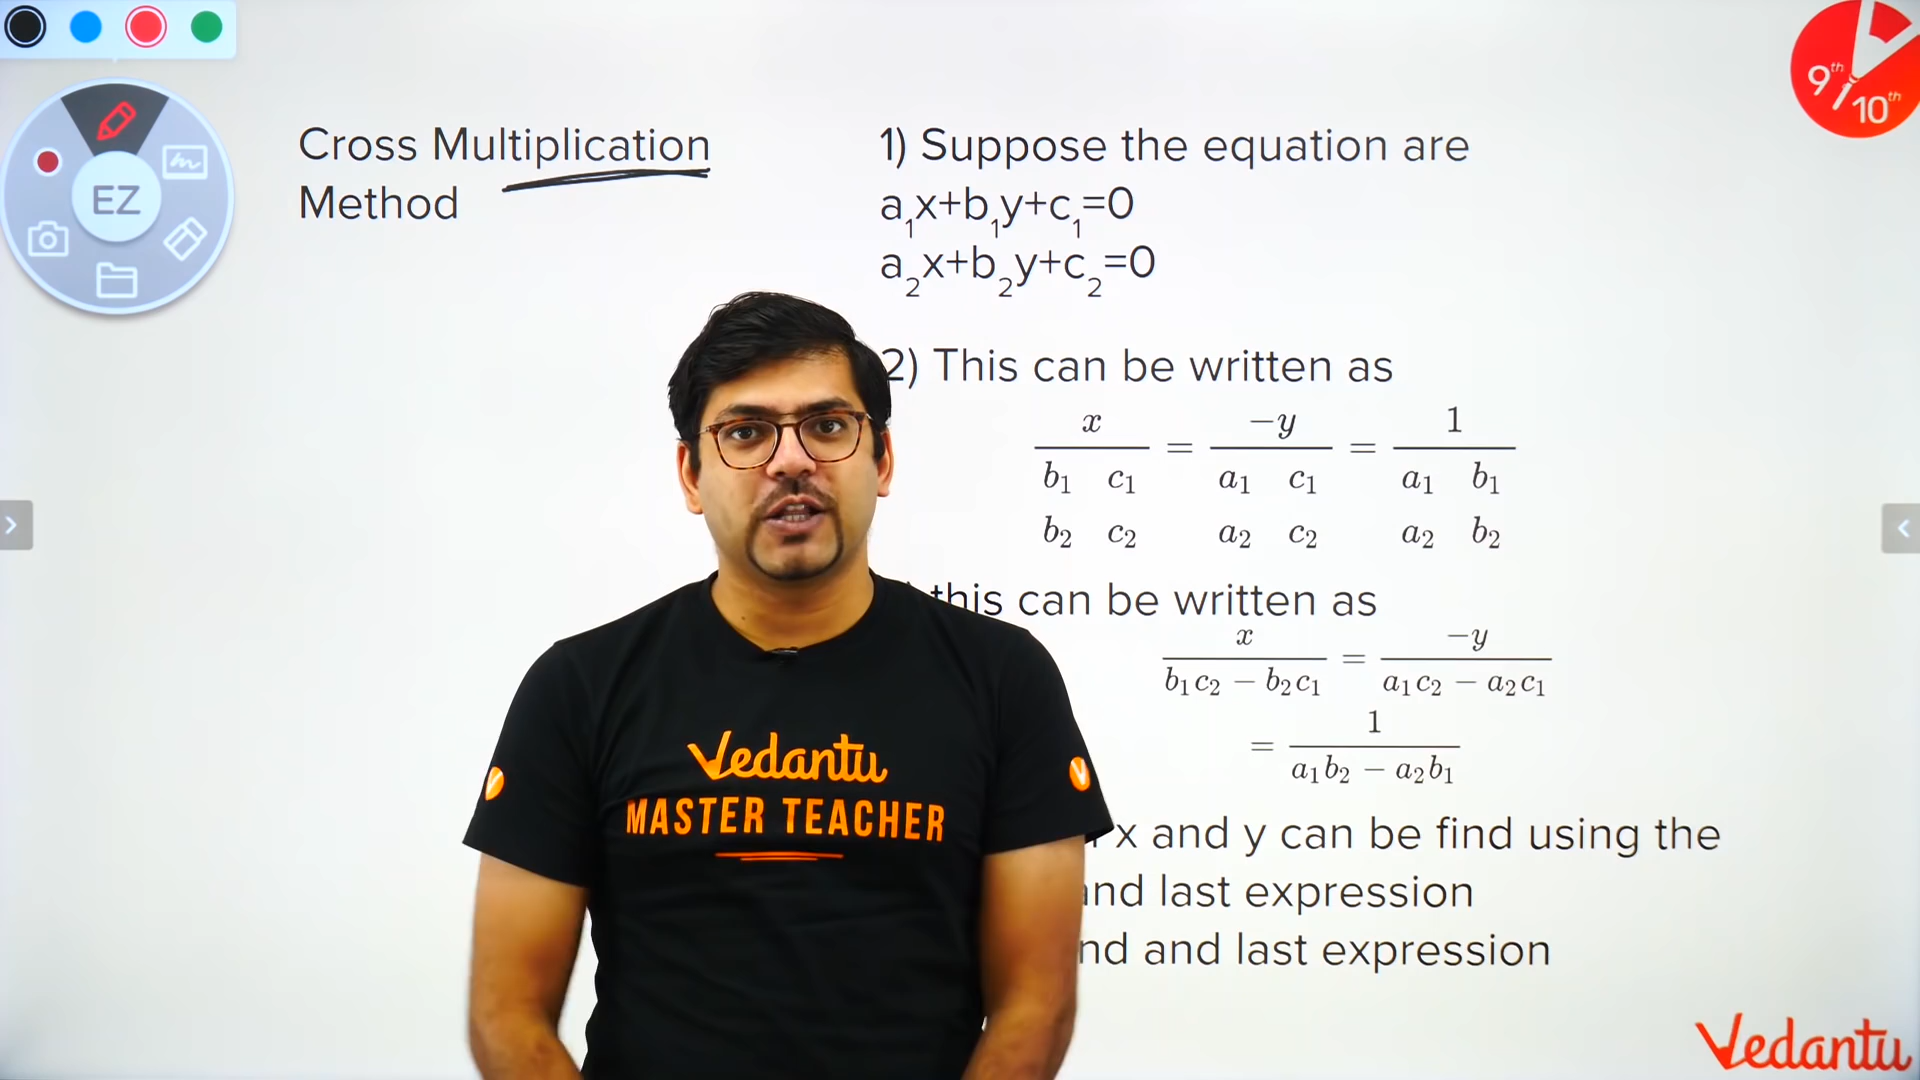 9th
10th
EZ
Cross Multiplication
Method
1) Suppose the equation are
a₁x+b₁y+c₁=0
a₂x+b₂y+c₂=0
2) This can be written as
x/(b₁ c₁ b₂ c₂) = −y/(a₁ c₁ a₂ c₂) = 1/(a₁ b₁ a₂ b₂)
this can be written as
x/(b₁c₂ − b₂c₁) = −y/(a₁c₂ − a₂c₁)
= 1/(a₁b₂ − a₂b₁)
x and y can be find using the
and last expression
and last expression
Vedantu
MASTER TEACHER
V
V
Vedantu